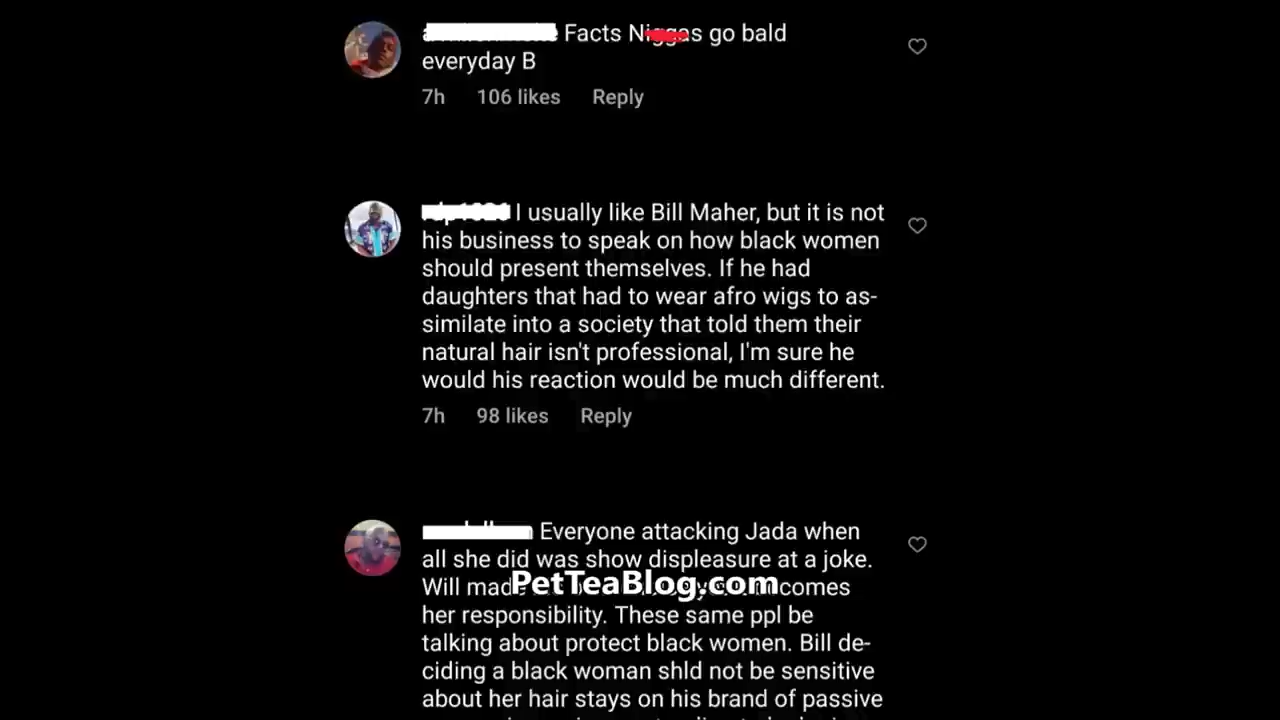 Facts Niggas go bald
everyday B
7h 106 likes Reply
I usually like Bill Maher, but it is not
his business to speak on how black women
should present themselves. If he had
daughters that had to wear afro wigs to as-
similate into a society that told them their
natural hair isn't professional, I'm sure he
would his reaction would be much different.
7h 98 likes Reply
Everyone attacking Jada when
all she did was show displeasure at a joke.
Will comes
PetTeaBlog.com
her responsibility. These same ppl be
talking about protect black women. Bill de-
ciding a black woman shld not be sensitive
about her hair stays on his brand of passive